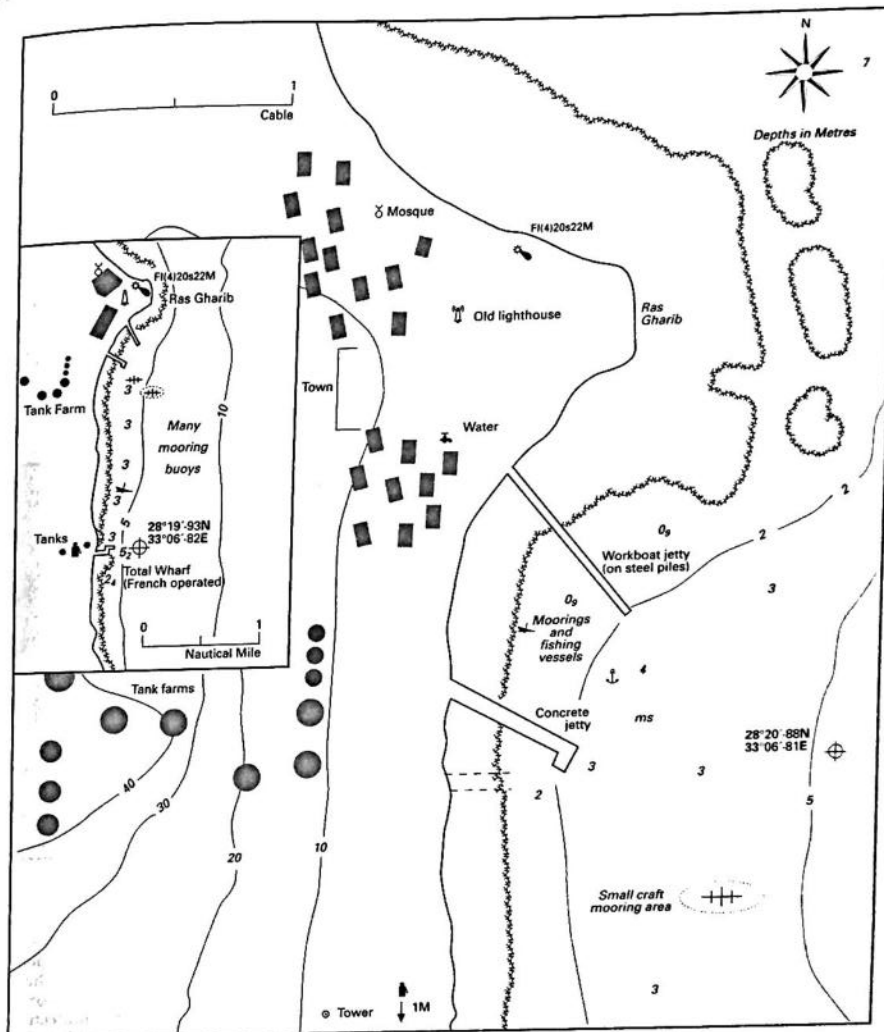 N
7
0 1
Cable
Depths in Metres
Mosque
Fl(4)20s22M
Old lighthouse
Ras
Gharib
Town
Water
2
2
0₉
Workboat jetty
(on steel piles)
3
0₉
Moorings
and
fishing
vessels
4
ms
Concrete
jetty
28°20´·88N
33°06´·81E
3
3
2
5
Small craft
mooring area
3
Tank farms
40
30
20
10
Tower
1M
Fl(4)20s22M
Ras Gharib
3
Tank Farm
10
3
Many
mooring
buoys
3
3
5
28°19´·93N
33°06´·82E
3
Tanks
5₂
Total Wharf
(French operated)
2₄
0 1
Nautical Mile